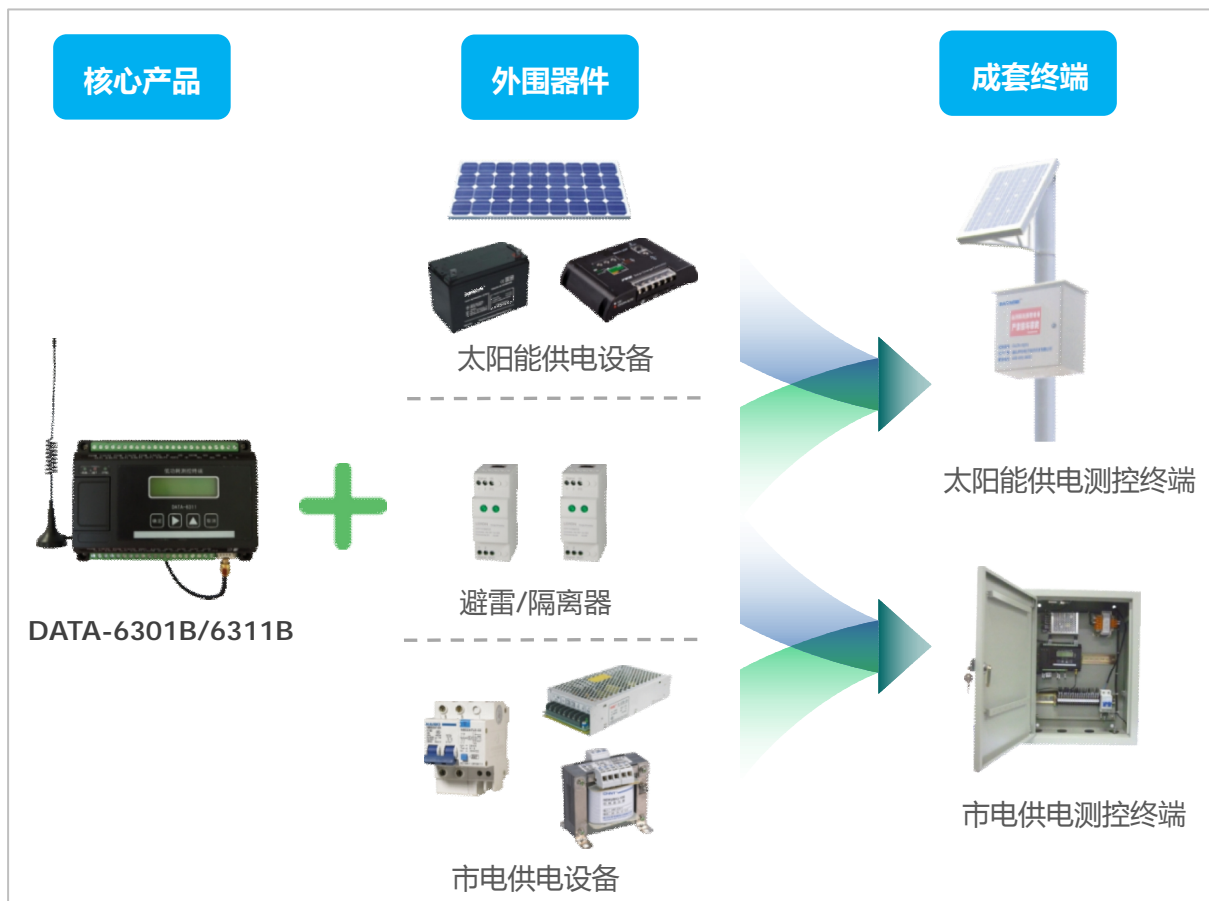 核心产品
外围器件
成套终端
太阳能供电设备
太阳能供电测控终端
DATA-6311
避雷/隔离器
DATA-6301B/6311B
市电供电测控终端
市电供电设备